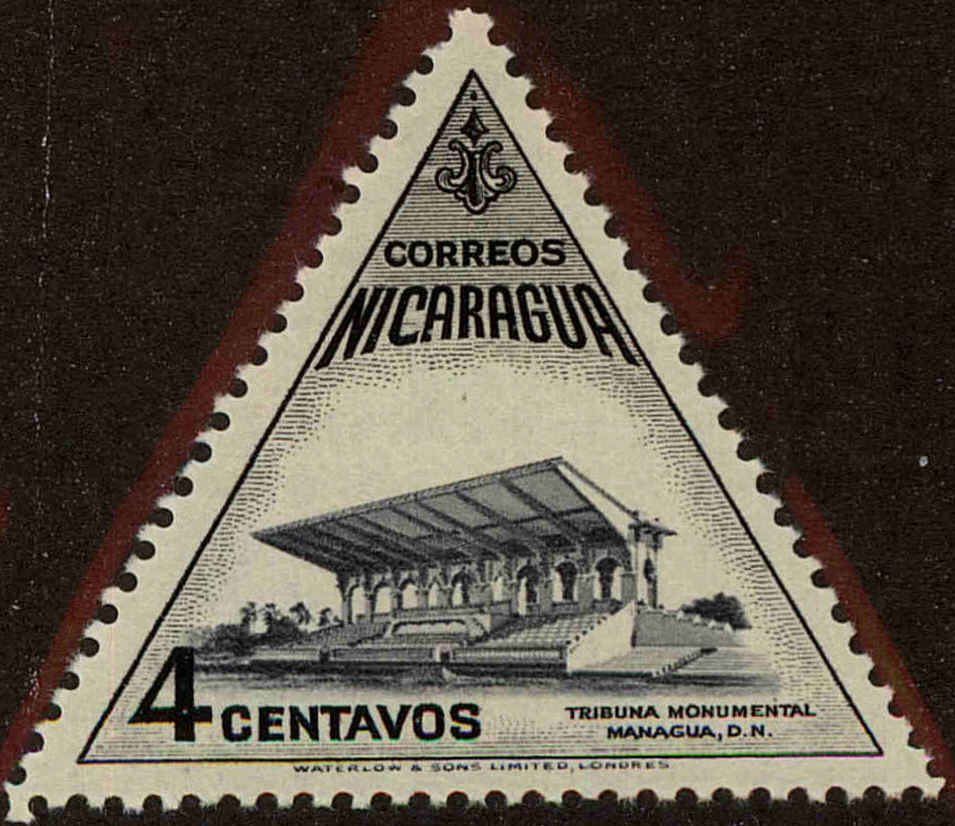 CORREOS
NICARAGUA
4 CENTAVOS
TRIBUNA MONUMENTAL
MANAGUA, D.N.
WATERLOW & SONS LIMITED, LONDRES